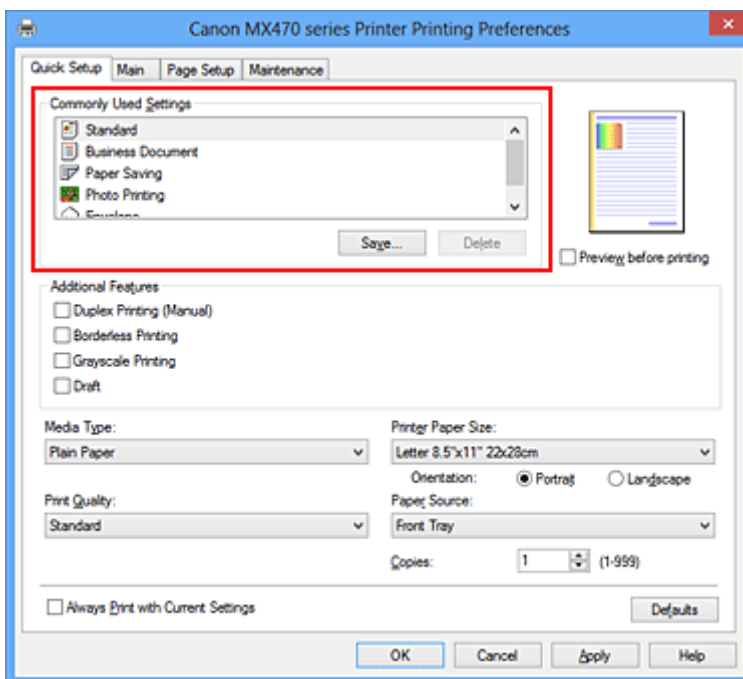 Canon MX470 series Printer Printing Preferences
Quick Setup Main Page Setup Maintenance
Commonly Used Settings
Standard
Business Document
Paper Saving
Photo Printing
Envelope
Save... Delete
Preview before printing
Additional Features
Duplex Printing (Manual)
Borderless Printing
Grayscale Printing
Draft
Media Type: Printer Paper Size:
Plain Paper Letter 8.5"x11" 22x28cm
Orientation: Portrait Landscape
Print Quality: Paper Source:
Standard Front Tray
Copies: 1 (1-999)
Always Print with Current Settings Defaults
OK Cancel Apply Help